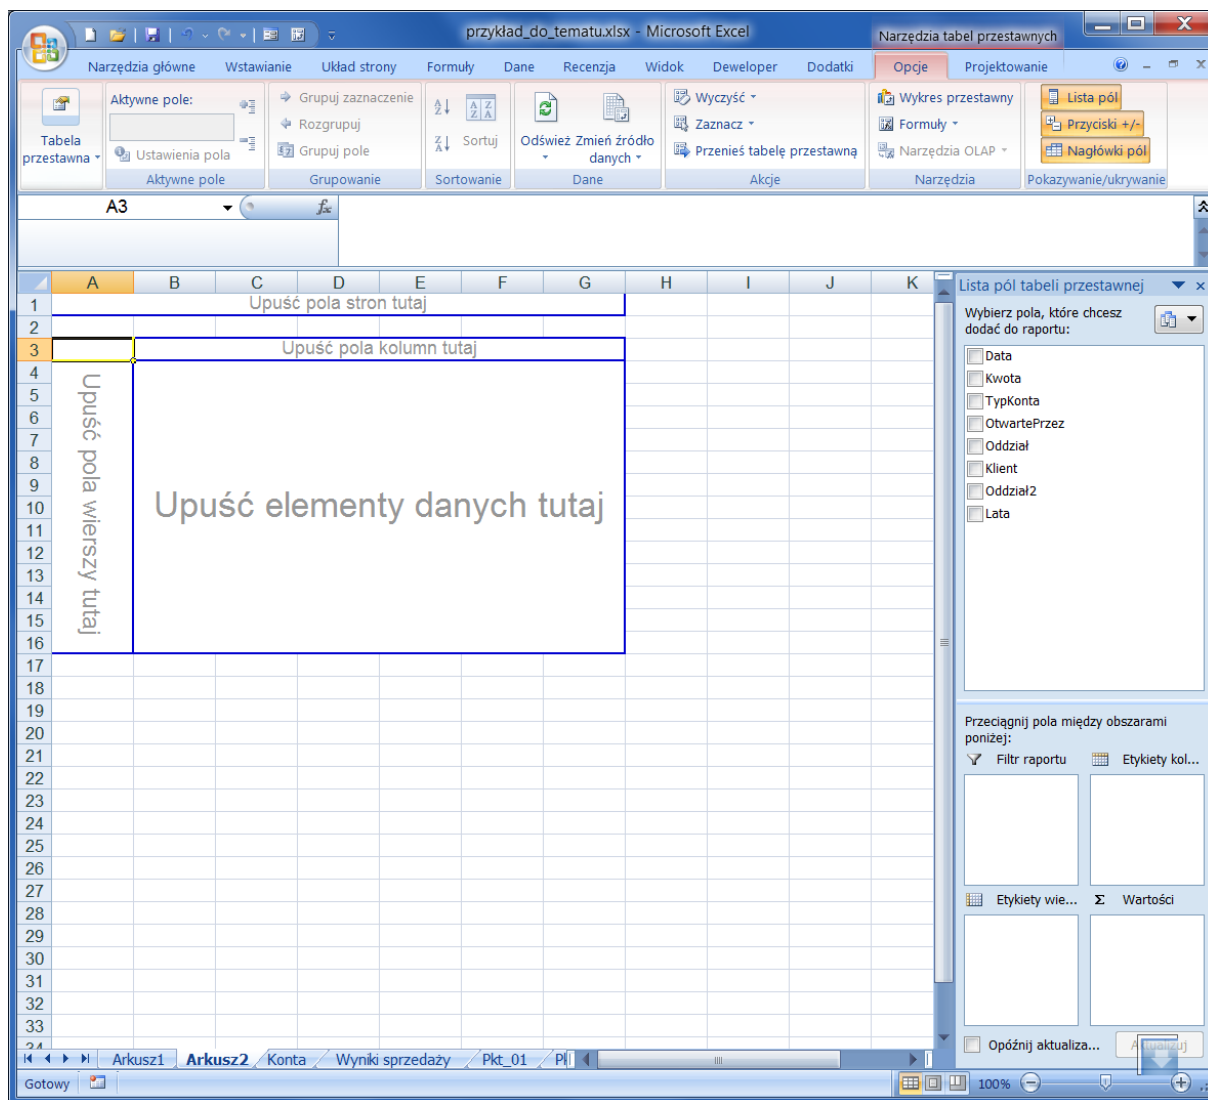 przykład_do_tematu.xlsx - Microsoft Excel
Narzędzia tabel przestawnych
Narzędzia główne Wstawianie Układ strony Formuły Dane Recenzja Widok Deweloper Dodatki Opcje Projektowanie
Tabela przestawna
Aktywne pole:
Ustawienia pola
Aktywne pole
Grupuj zaznaczenie
Rozgrupuj
Grupuj pole
Grupowanie
Sortuj
Sortowanie
Odśwież Zmień źródło danych
Dane
Wyczyść
Zaznacz
Przenieś tabelę przestawną
Akcje
Wykres przestawny
Formuły
Narzędzia OLAP
Narzędzia
Lista pól
Przyciski +/-
Nagłówki pól
Pokazywanie/ukrywanie
A3 fx
A B C D E F G H I J K
1 Upuść pola stron tutaj
2
3 Upuść pola kolumn tutaj
4
5
6
7
8
9
10
11
12
13
14
15
16
Upuść pola wierszy tutaj
Upuść elementy danych tutaj
17
18
19
20
21
22
23
24
25
26
27
28
29
30
31
32
33
34
Lista pól tabeli przestawnej
Wybierz pola, które chcesz
dodać do raportu:
Data
Kwota
TypKonta
OtwartePrzez
Oddział
Klient
Oddział2
Lata
Przeciągnij pola między obszarami
poniżej:
Filtr raportu Etykiety kol...
Etykiety wie... Σ Wartości
Opóźnij aktualiza... Aktualizuj
Arkusz1 Arkusz2 Konta Wyniki sprzedaży Pkt_01
Gotowy 100%